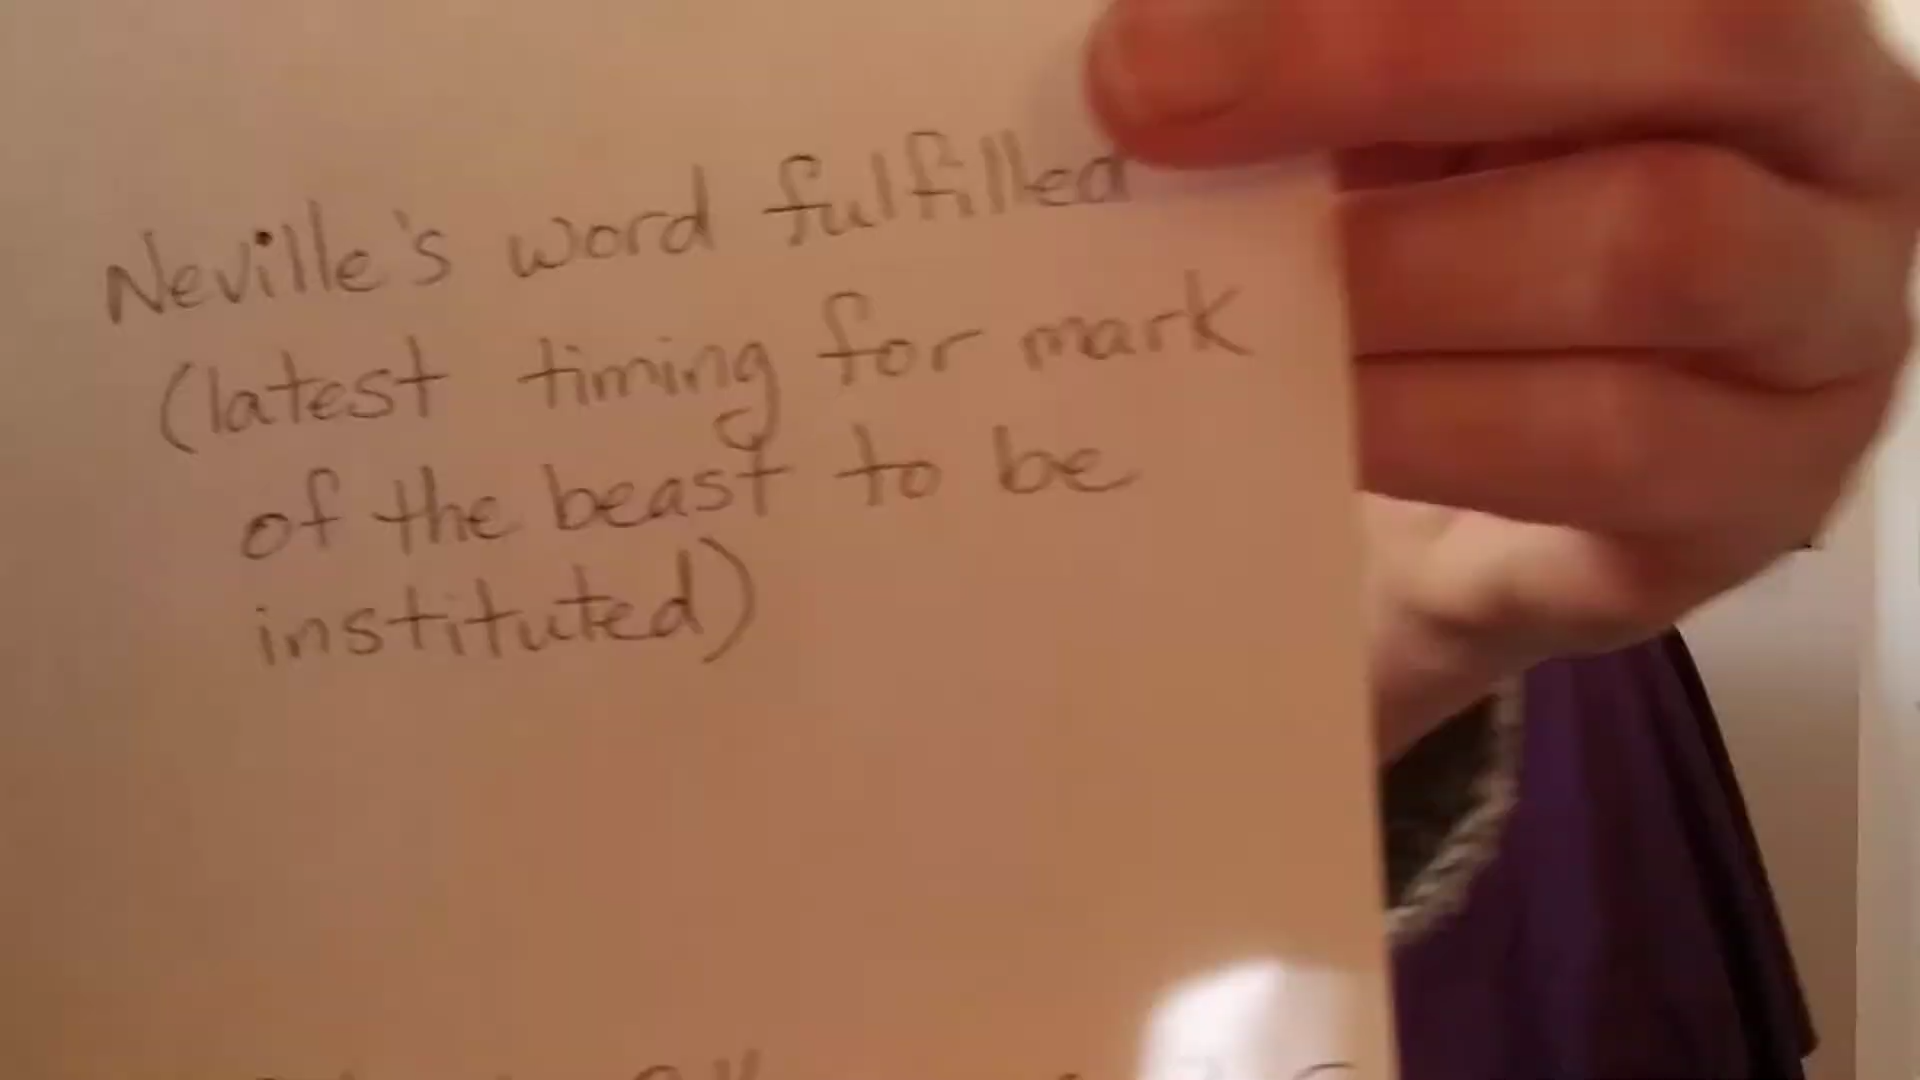 Neville's word fulfilled
(latest timing for mark
of the beast to be
instituted)